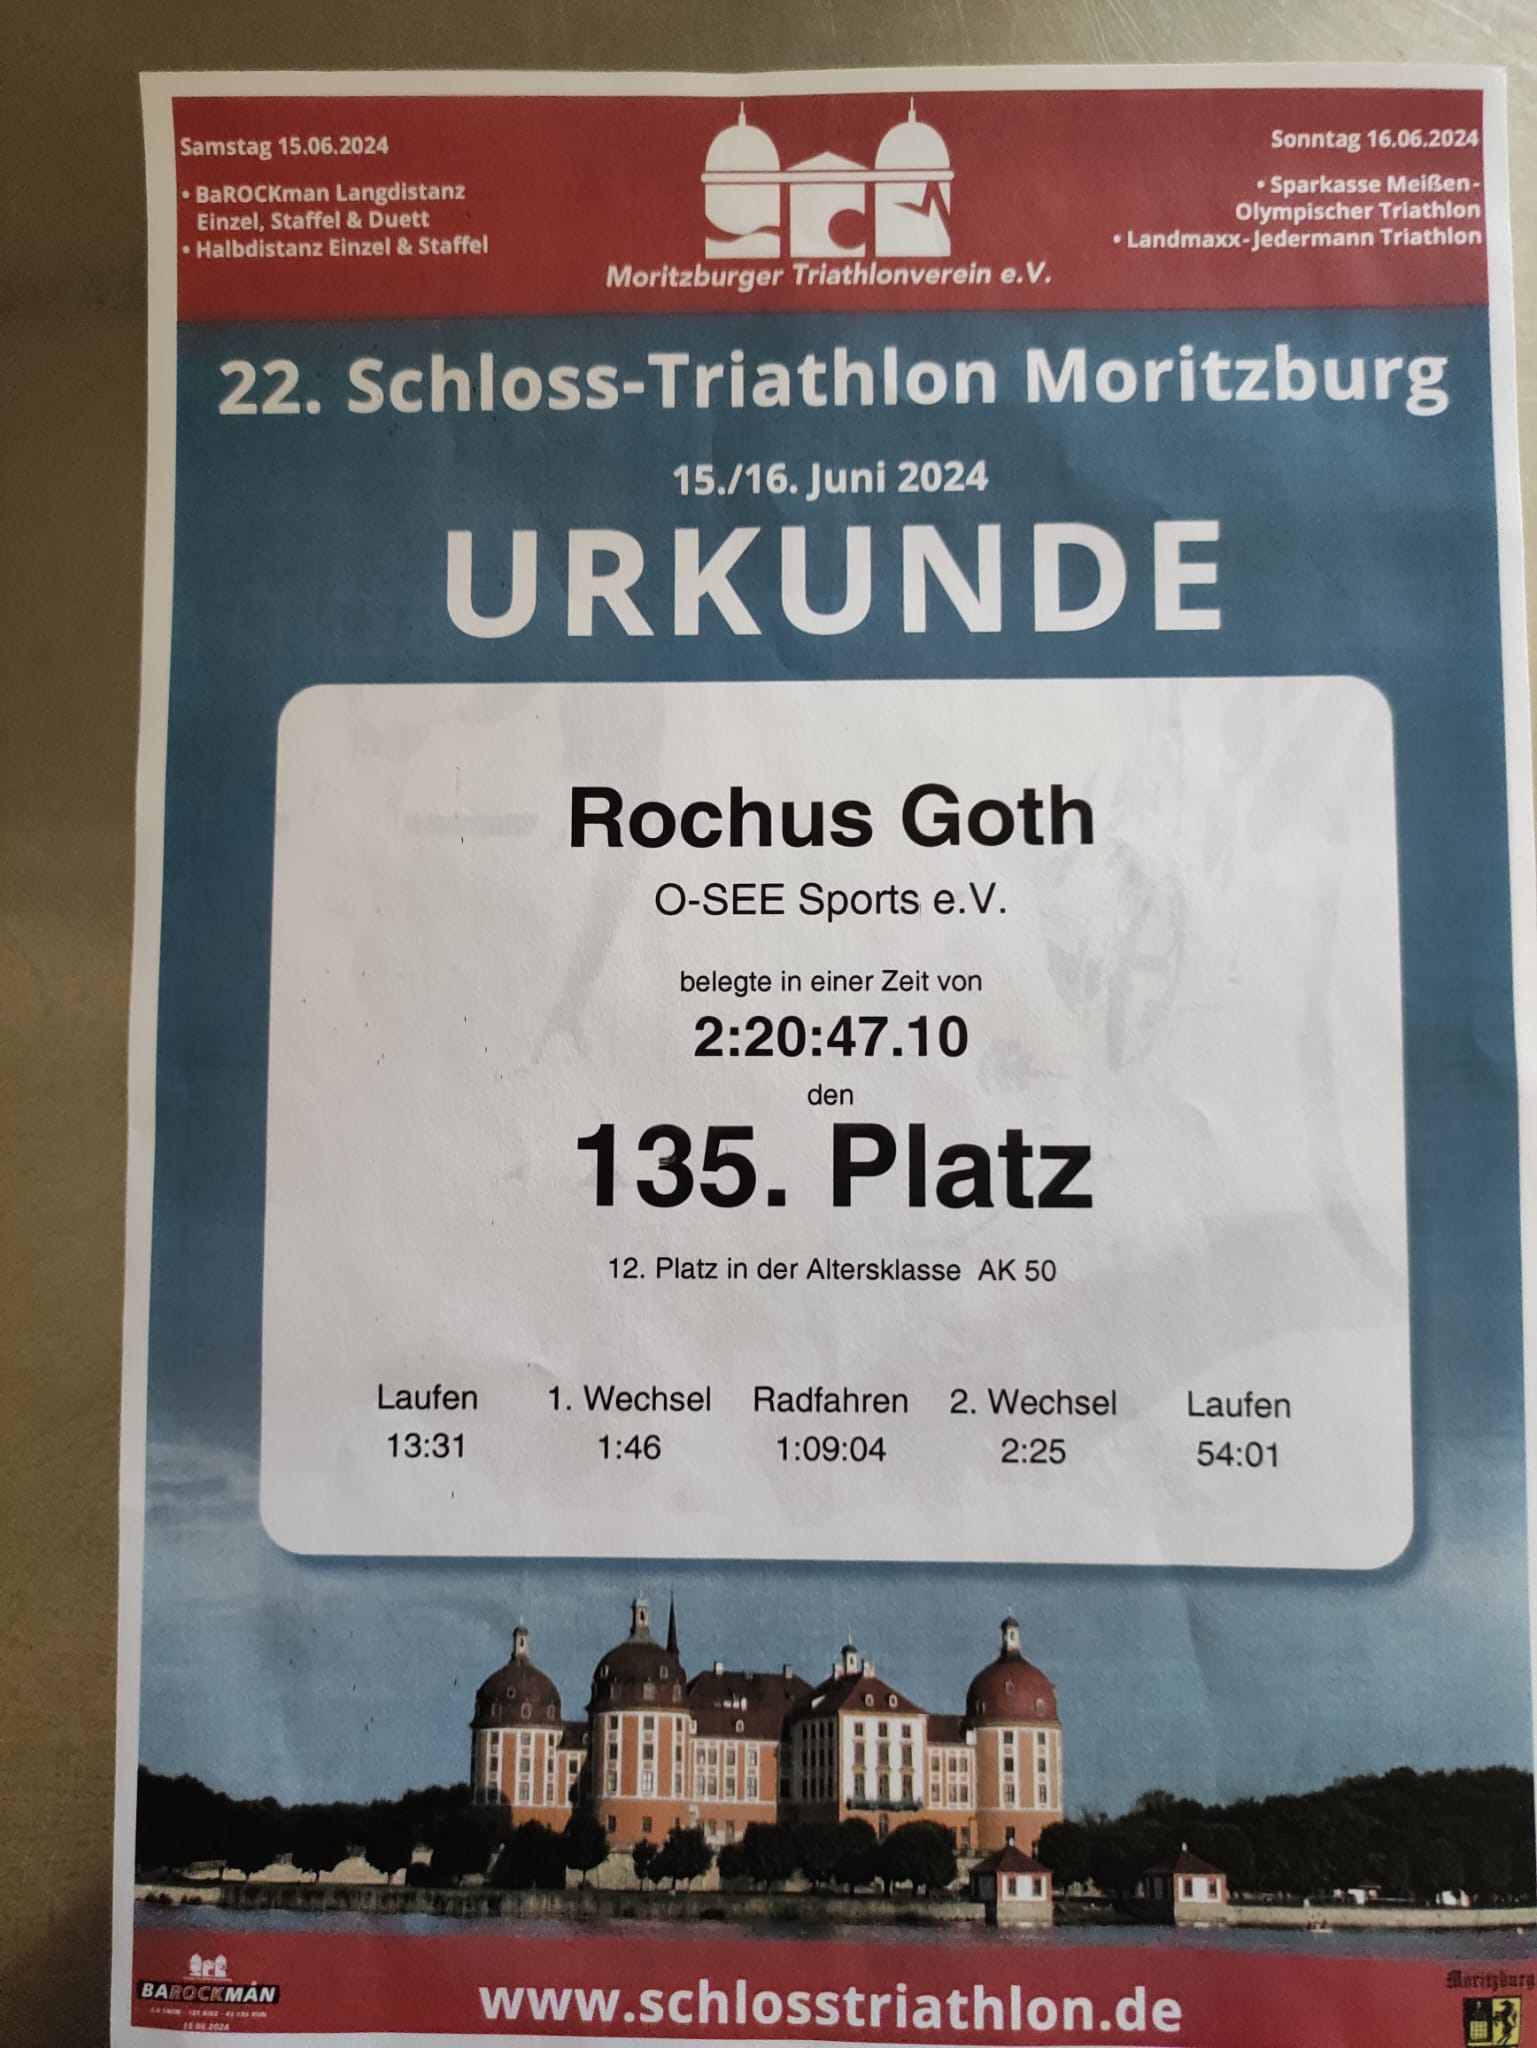 Samstag 15.06.2024
• BaROCKman Langdistanz
Einzel, Staffel & Duett
• Halbdistanz Einzel & Staffel
Moritzburger Triathlonverein e.V.
Sonntag 16.06.2024
• Sparkasse Meißen-
Olympischer Triathlon
• Landmaxx-Jedermann Triathlon
22. Schloss-Triathlon Moritzburg
15./16. Juni 2024
URKUNDE
Rochus Goth
O-SEE Sports e.V.
belegte in einer Zeit von
2:20:47.10
den
135. Platz
12. Platz in der Altersklasse AK 50
Laufen 1. Wechsel Radfahren 2. Wechsel Laufen
13:31 1:46 1:09:04 2:25 54:01
BAROCKMAN
15.06.2024
www.schlosstriathlon.de
Moritzburg